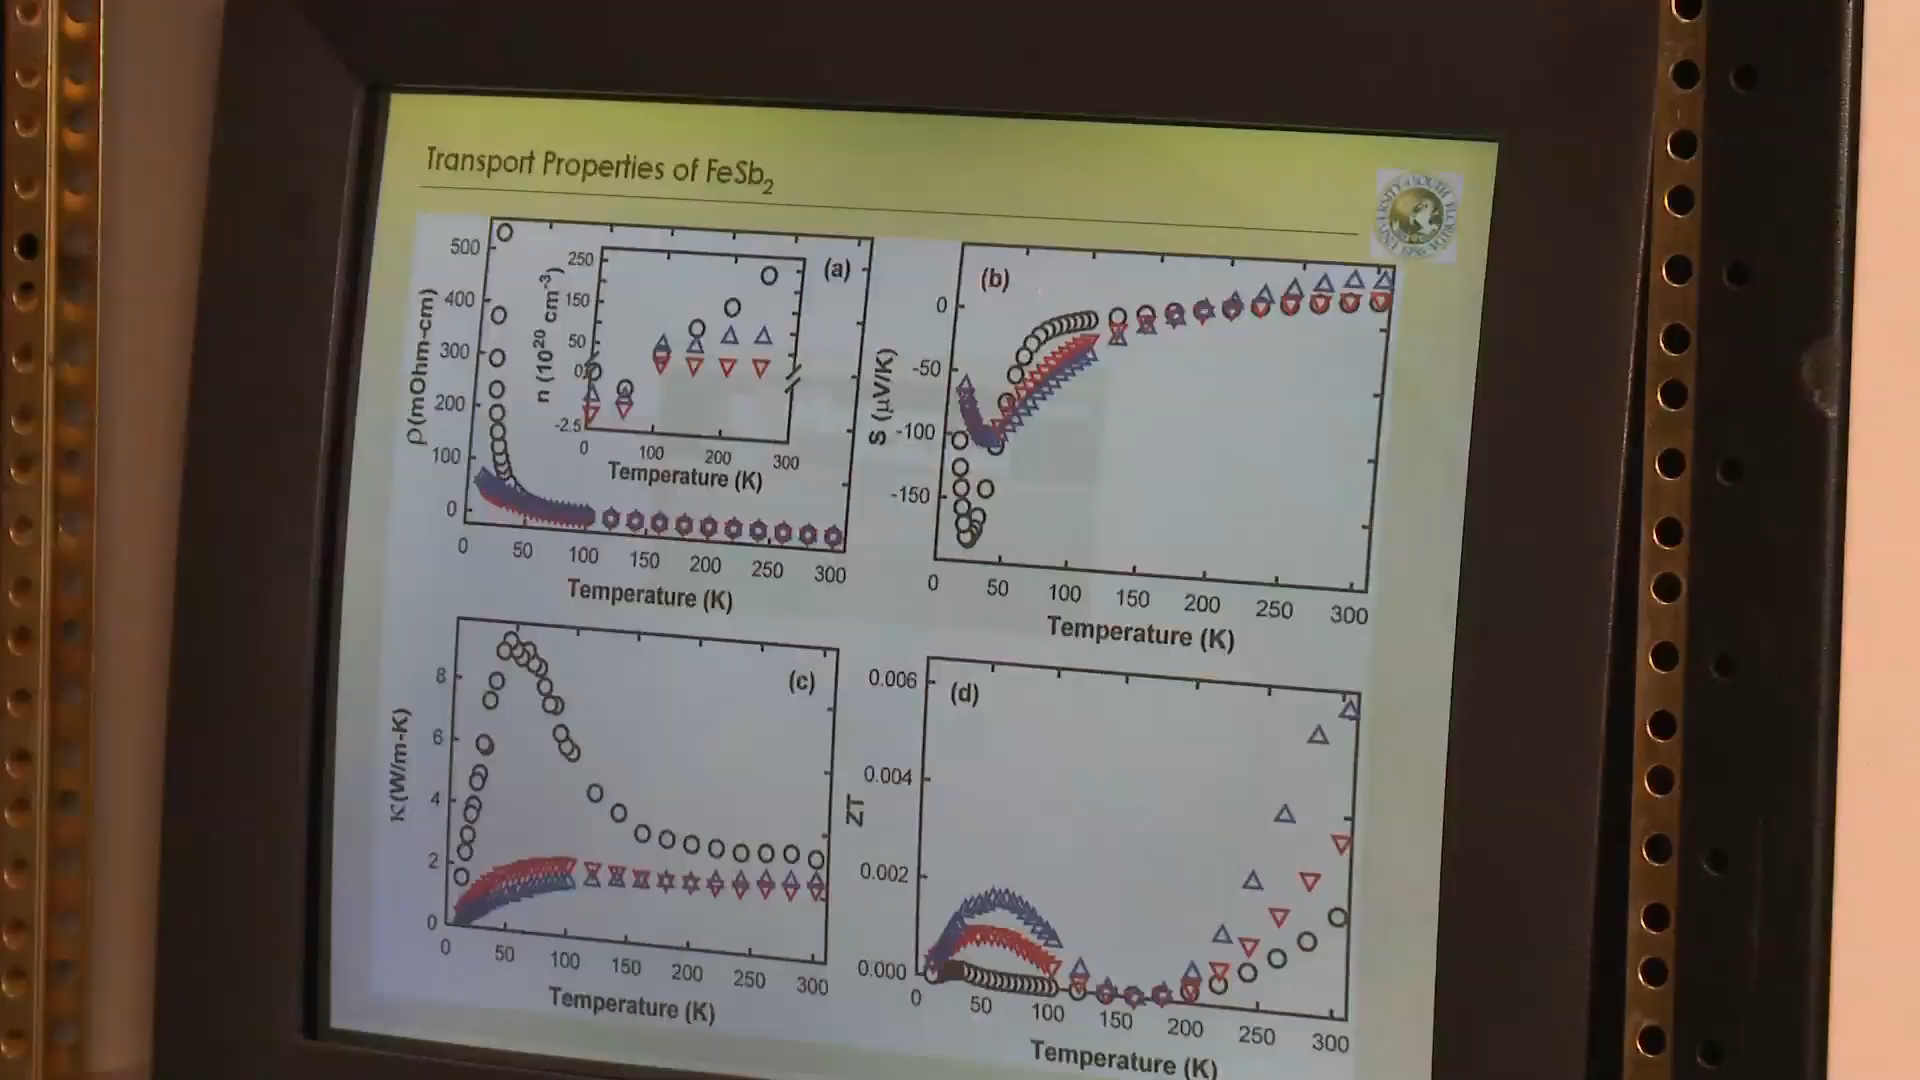 Transport Properties of FeSb2
500
400
300
200
100
0
ρ(mOhm-cm)
0 50 100 150 200 250 300
Temperature (K)
(a)
250
150
50
0
-2.5
n (10^20 cm^-3)
0 100 200 300
Temperature (K)
(b)
0
-50
-100
-150
S (μV/K)
0 50 100 150 200 250 300
Temperature (K)
(c)
8
6
4
2
0
κ(W/m-K)
0 50 100 150 200 250 300
Temperature (K)
(d)
0.006
0.004
0.002
0.000
ZT
0 50 100 150 200 250 300
Temperature (K)